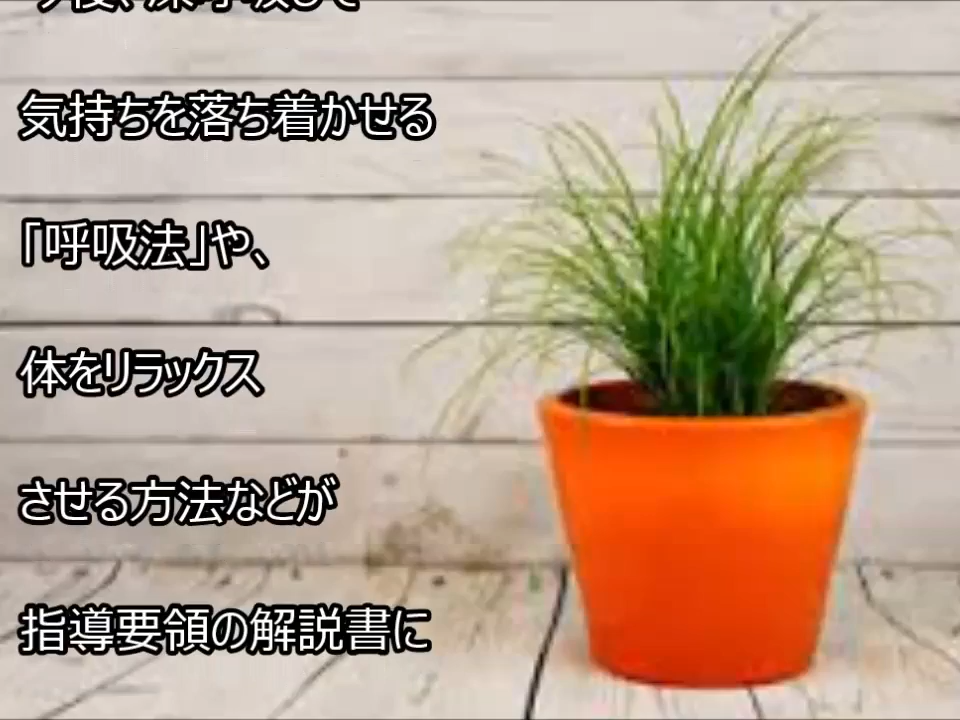 気持ちを落ち着かせる
「呼吸法」や、
体をリラックス
させる方法などが
指導要領の解説書に